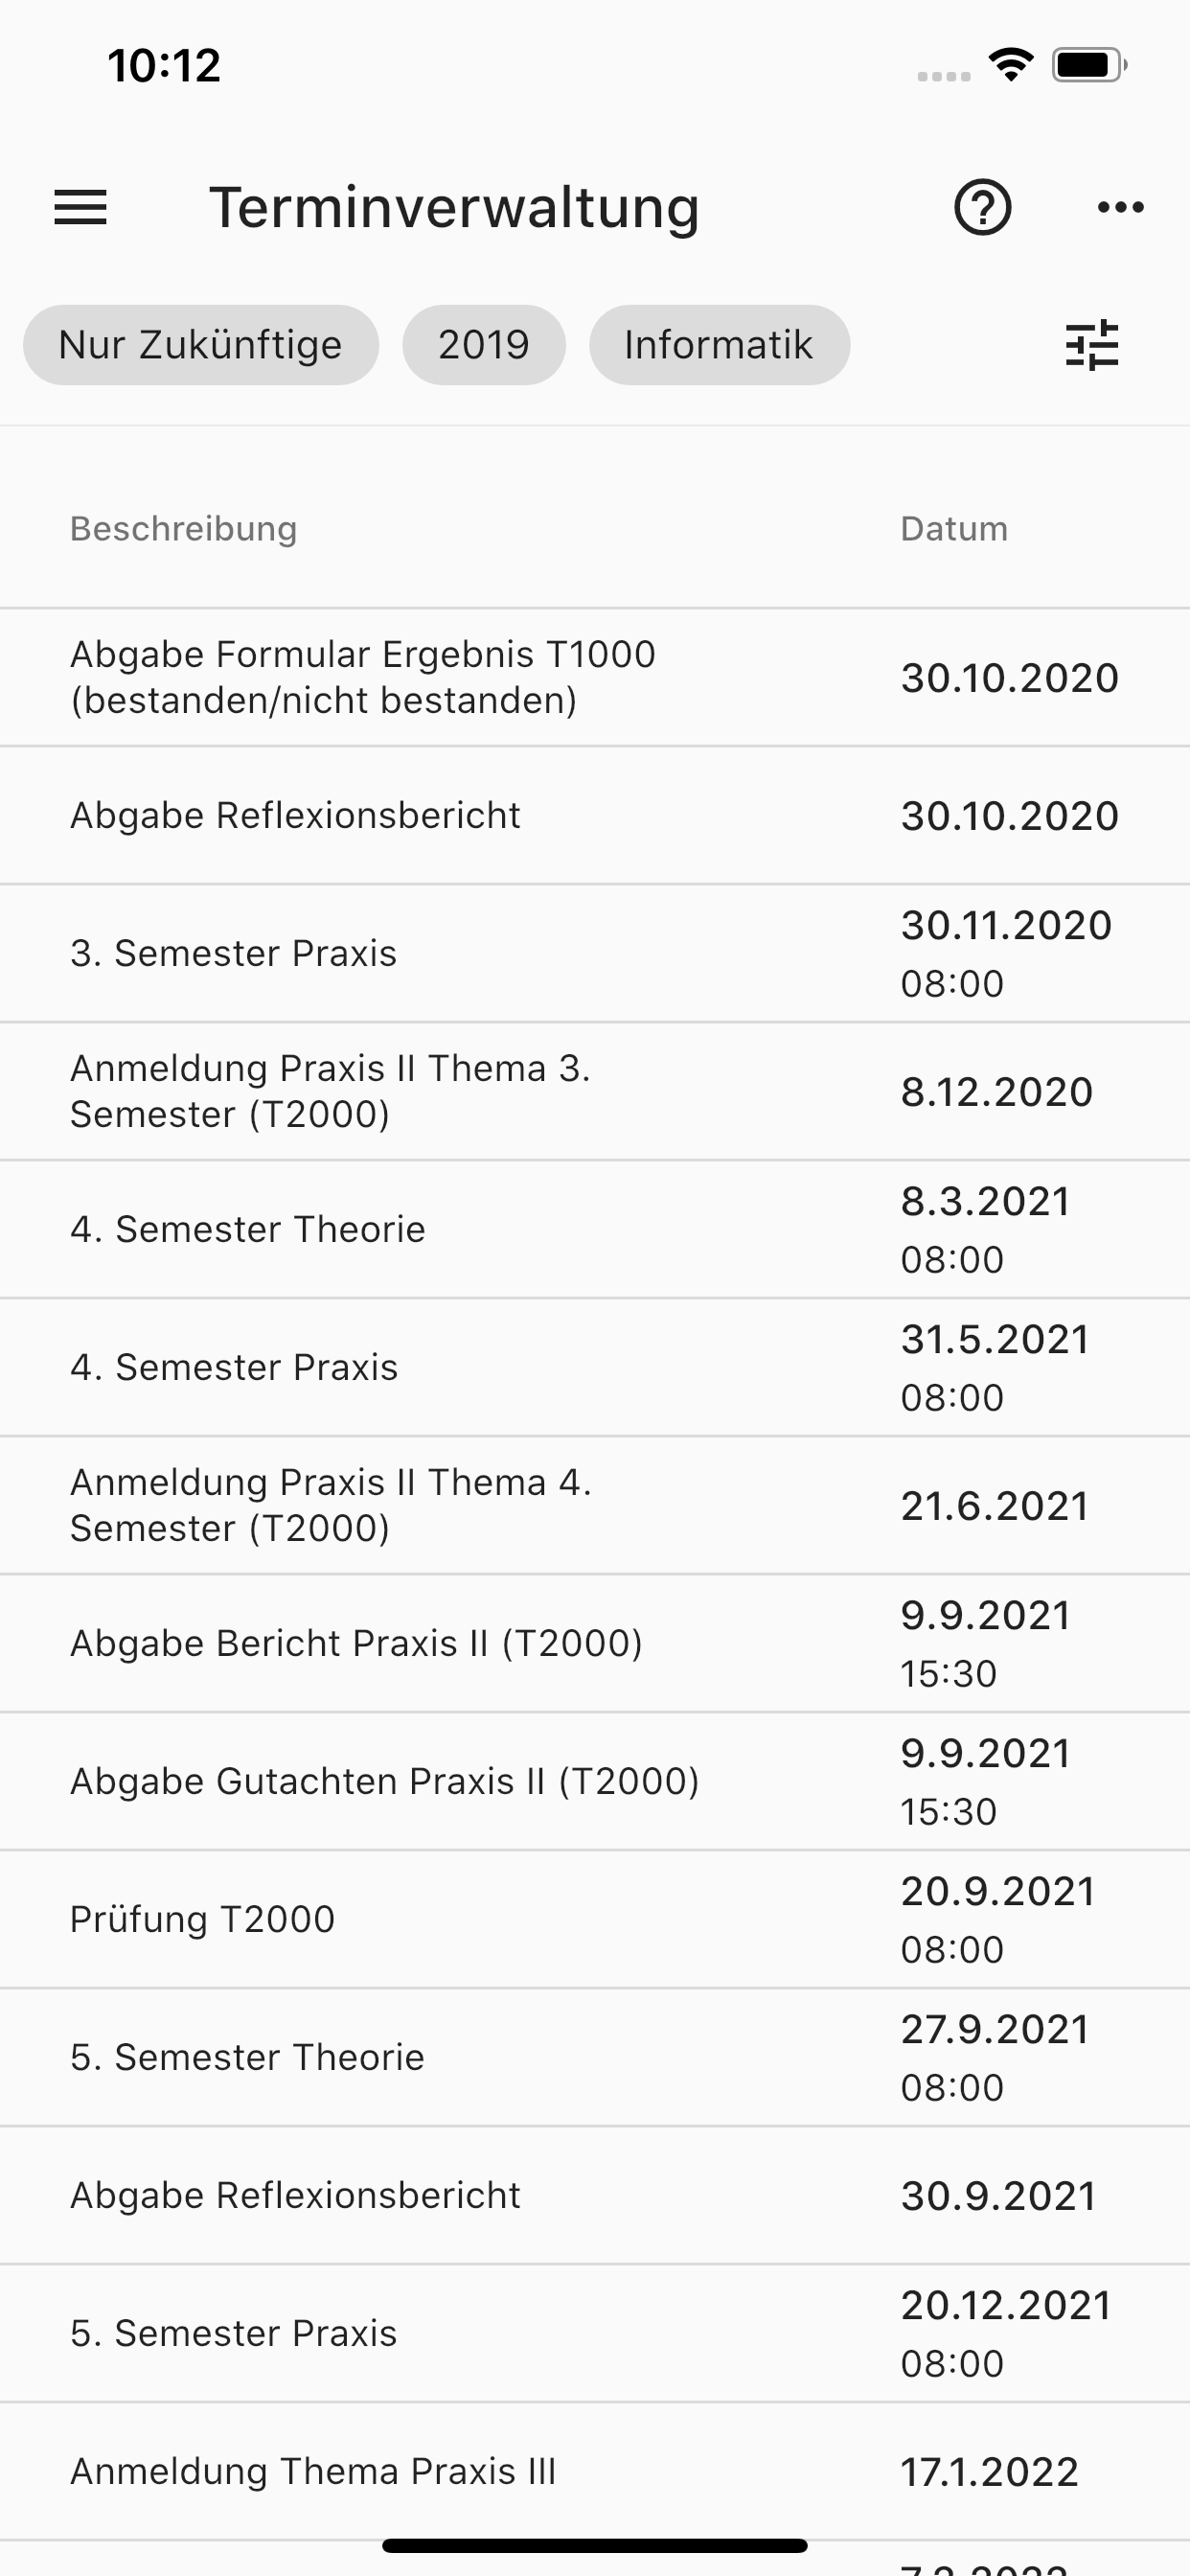 10:12
Terminverwaltung
Nur Zukünftige 2019 Informatik
Beschreibung Datum
Abgabe Formular Ergebnis T1000
(bestanden/nicht bestanden)
30.10.2020
Abgabe Reflexionsbericht 30.10.2020
3. Semester Praxis
30.11.2020
08:00
Anmeldung Praxis II Thema 3.
Semester (T2000)
8.12.2020
4. Semester Theorie
8.3.2021
08:00
4. Semester Praxis
31.5.2021
08:00
Anmeldung Praxis II Thema 4.
Semester (T2000)
21.6.2021
Abgabe Bericht Praxis II (T2000)
9.9.2021
15:30
Abgabe Gutachten Praxis II (T2000)
9.9.2021
15:30
Prüfung T2000
20.9.2021
08:00
5. Semester Theorie
27.9.2021
08:00
Abgabe Reflexionsbericht 30.9.2021
5. Semester Praxis
20.12.2021
08:00
Anmeldung Thema Praxis III 17.1.2022